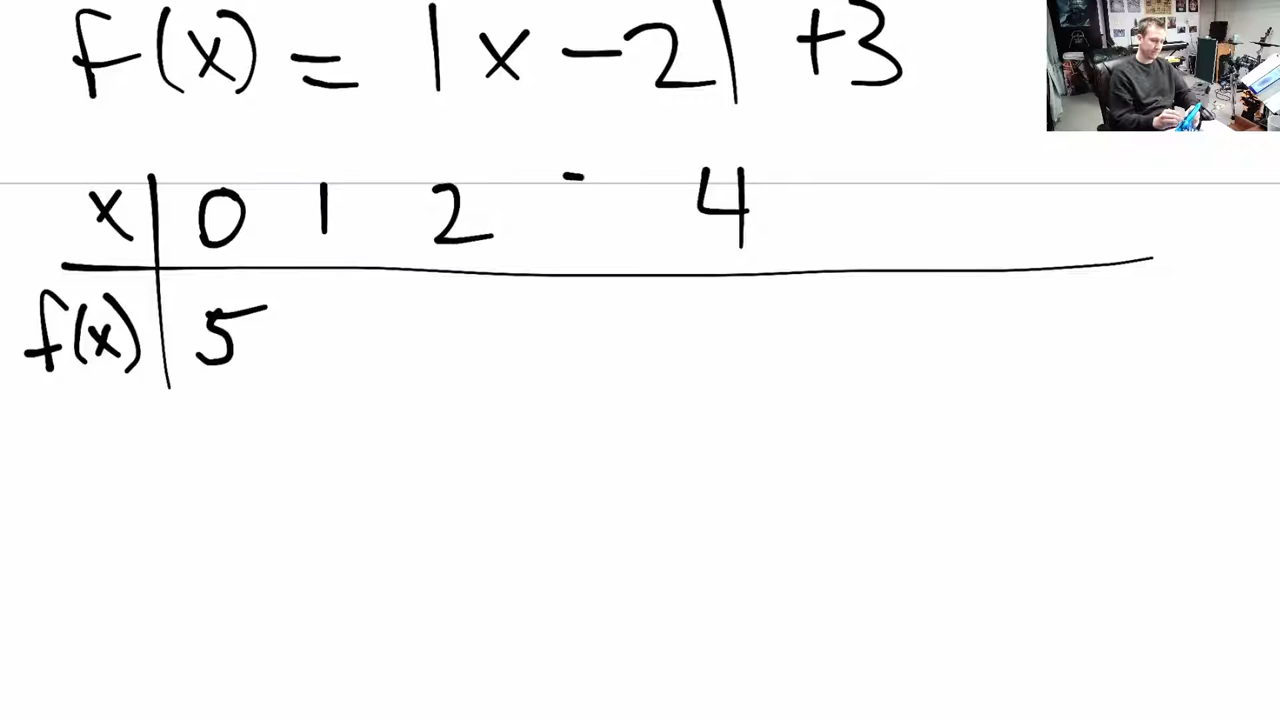 f(x) = |x-2| +3
x | 0 1 2 - 4
f(x) | 5